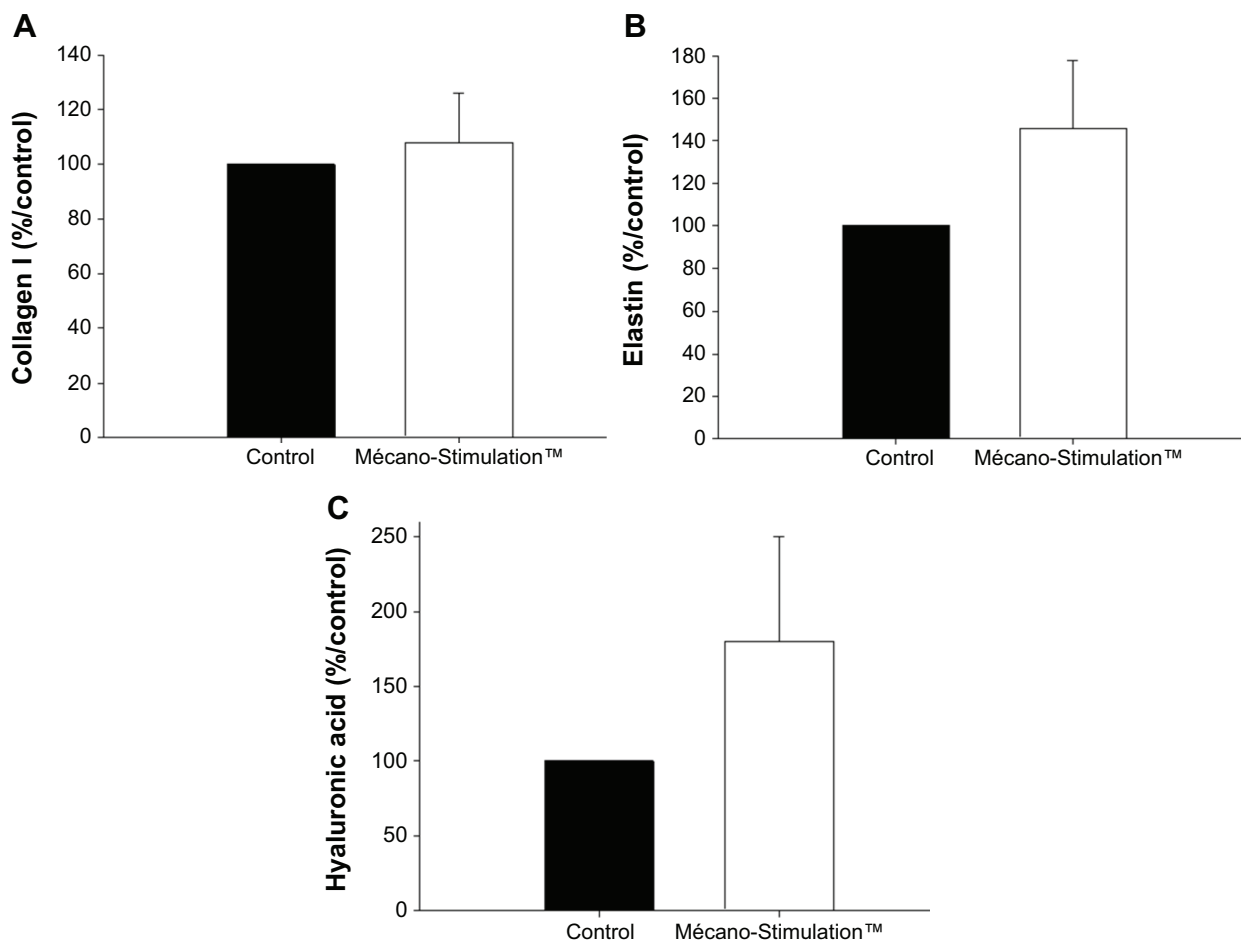 A
Collagen I (%/control)
140
120
100
80
60
40
20
0
Control
Mécano-Stimulation™
B
Elastin (%/control)
180
160
140
120
100
80
60
40
20
0
Control
Mécano-Stimulation™
C
Hyaluronic acid (%/control)
250
200
150
100
50
0
Control
Mécano-Stimulation™